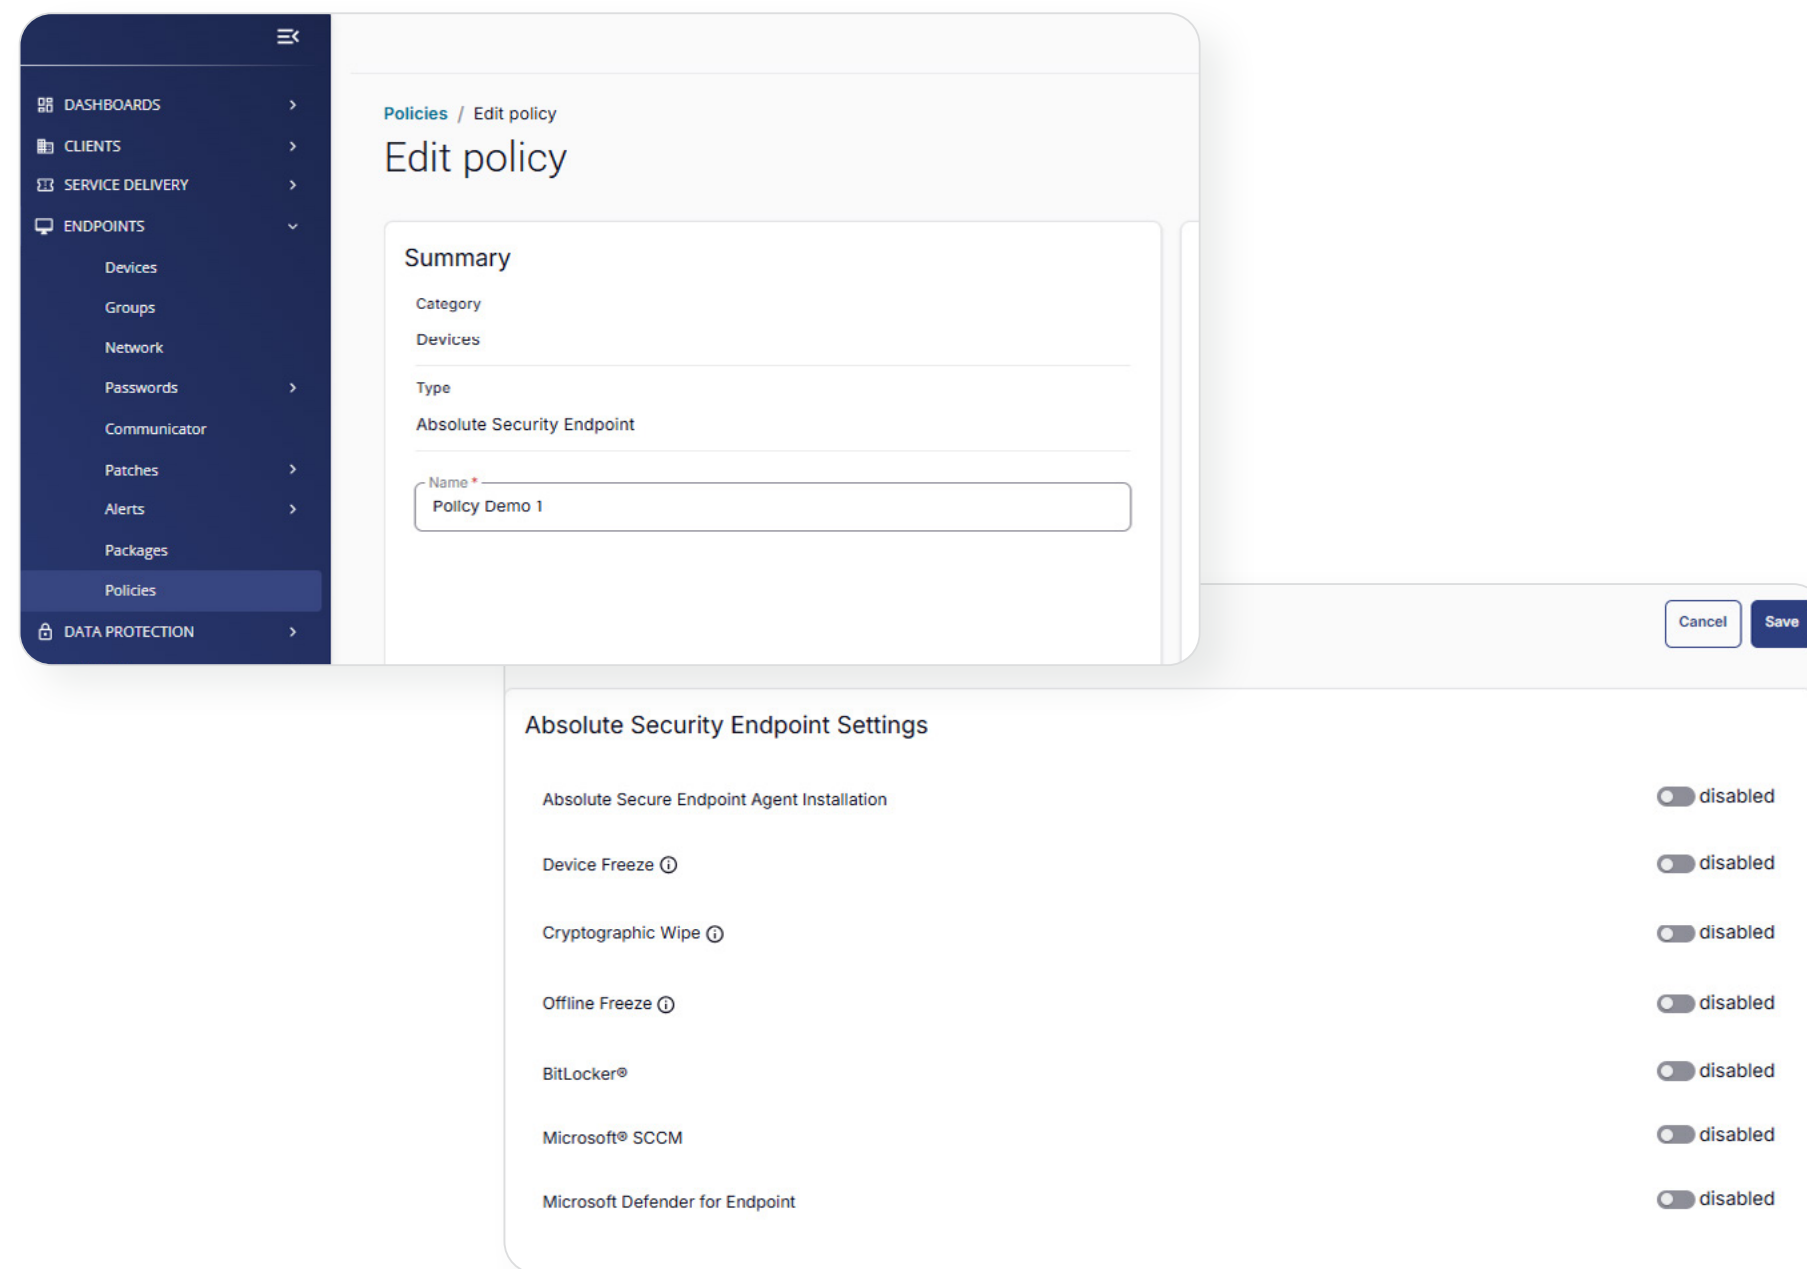 DASHBOARDS
CLIENTS
SERVICE DELIVERY
ENDPOINTS
Devices
Groups
Network
Passwords
Communicator
Patches
Alerts
Packages
Policies
DATA PROTECTION
Policies / Edit policy
Edit policy
Summary
Category
Devices
Type
Absolute Security Endpoint
Name *
Policy Demo 1
Cancel Save
Absolute Security Endpoint Settings
Absolute Secure Endpoint Agent Installation disabled
Device Freeze disabled
Cryptographic Wipe disabled
Offline Freeze disabled
BitLocker® disabled
Microsoft® SCCM disabled
Microsoft Defender for Endpoint disabled